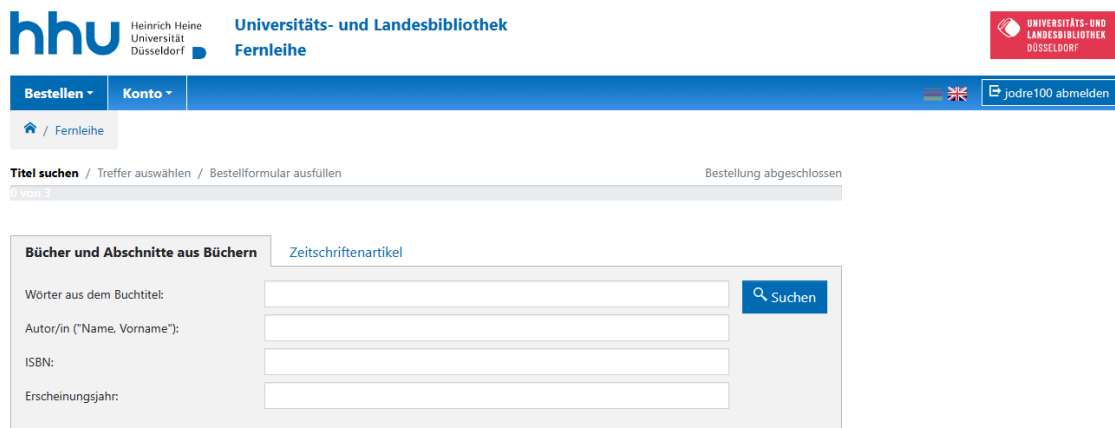 hhu
Heinrich Heine
Universität
Düsseldorf
Universitäts- und Landesbibliothek
Fernleihe
UNIVERSITÄTS- UND
LANDESBIBLIOTHEK
DÜSSELDORF
Bestellen
Konto
jodre100 abmelden
/ Fernleihe
Titel suchen / Treffer auswählen / Bestellformular ausfüllen
Bestellung abgeschlossen
0 von 3
Bücher und Abschnitte aus Büchern
Zeitschriftenartikel
Wörter aus dem Buchtitel:
Suchen
Autor/in ("Name, Vorname"):
ISBN:
Erscheinungsjahr: